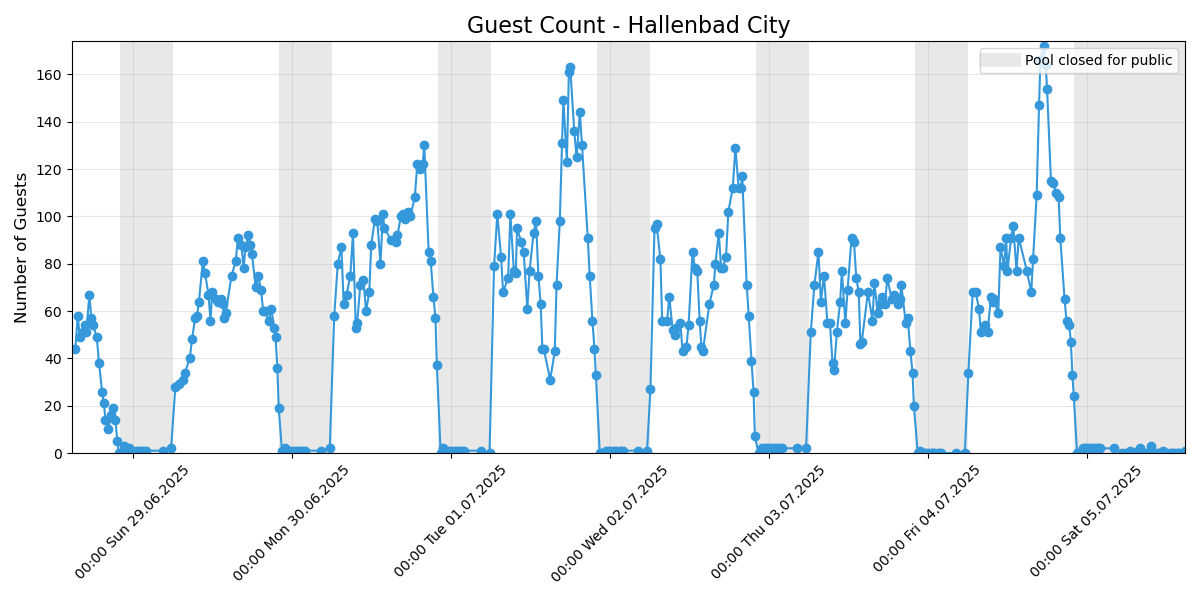 Guest Count - Hallenbad City
Pool closed for public
Number of Guests
160
140
120
100
80
60
40
20
0
00:00 Sun 29.06.2025
00:00 Mon 30.06.2025
00:00 Tue 01.07.2025
00:00 Wed 02.07.2025
00:00 Thu 03.07.2025
00:00 Fri 04.07.2025
00:00 Sat 05.07.2025